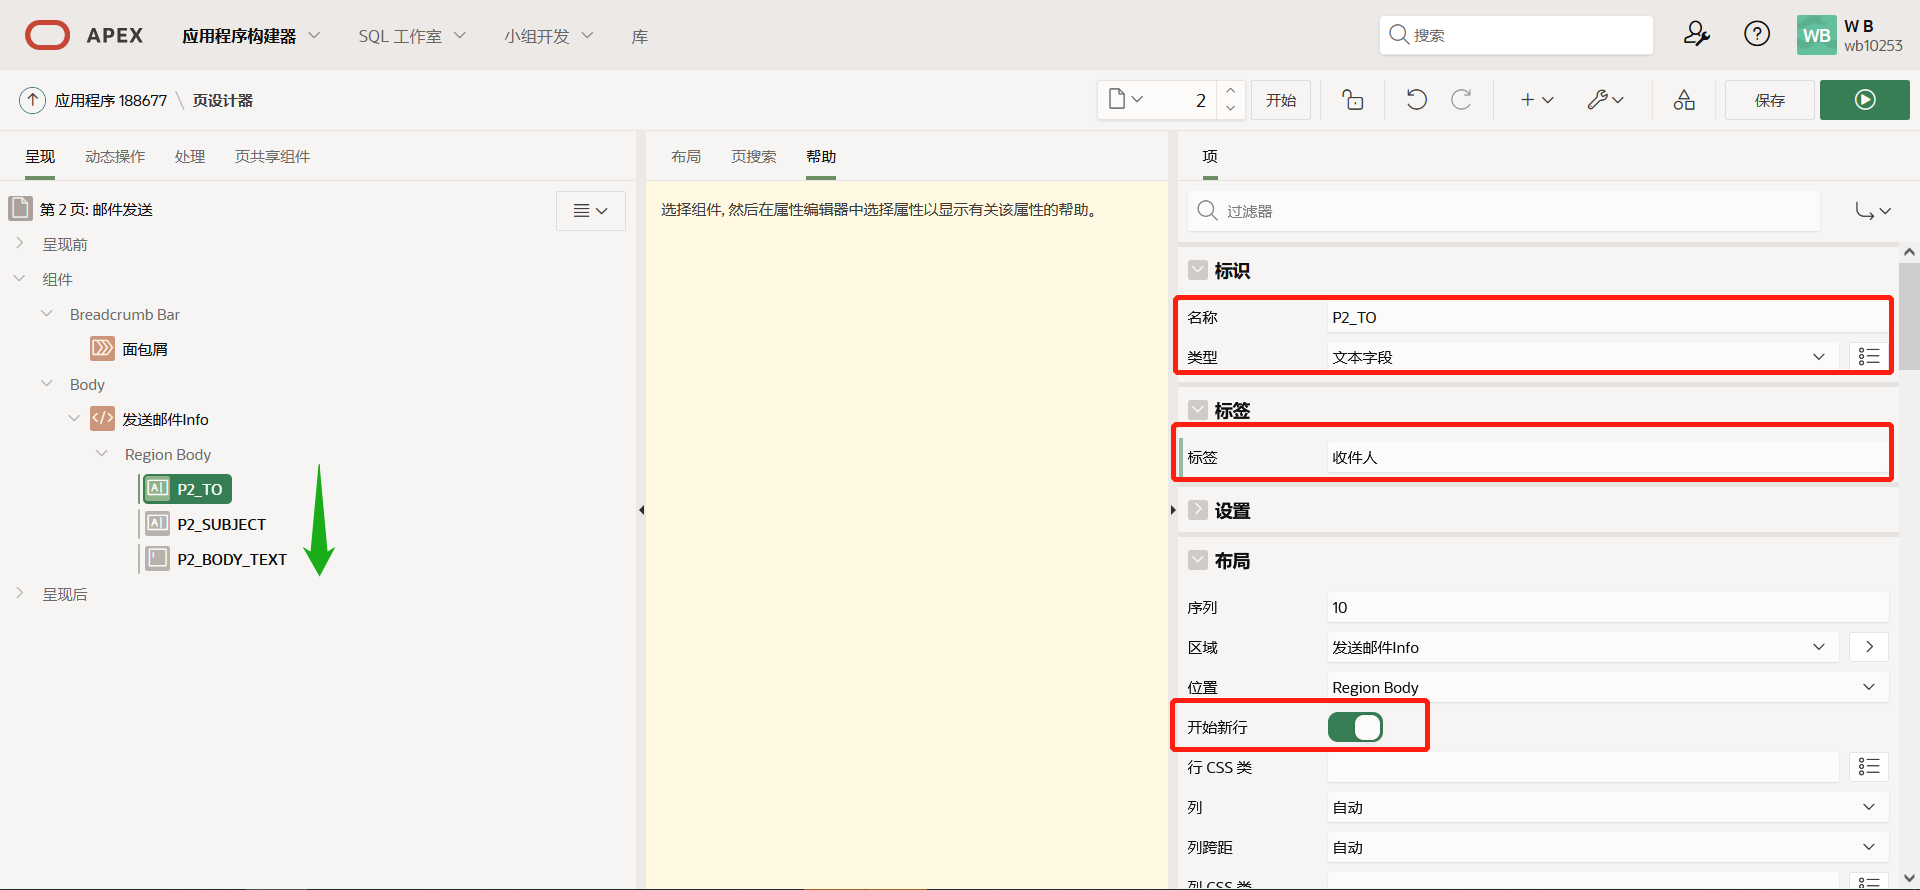 APEX 应用程序构建器 SQL 工作室 小组开发 库 搜索 WB W B
wb10253
应用程序 188677 \ 页设计器 2 开始 保存
呈现 动态操作 处理 页共享组件
第 2 页: 邮件发送
呈现前
组件
Breadcrumb Bar
面包屑
Body
发送邮件Info
Region Body
P2_TO
P2_SUBJECT
P2_BODY_TEXT
呈现后
布局 页搜索 帮助
选择组件, 然后在属性编辑器中选择属性以显示有关该属性的帮助。
项
过滤器
标识
名称 P2_TO
类型 文本字段
标签
标签 收件人
设置
布局
序列 10
区域 发送邮件Info
位置 Region Body
开始新行
行 CSS 类
列 自动
列跨距 自动
列 CSS 类